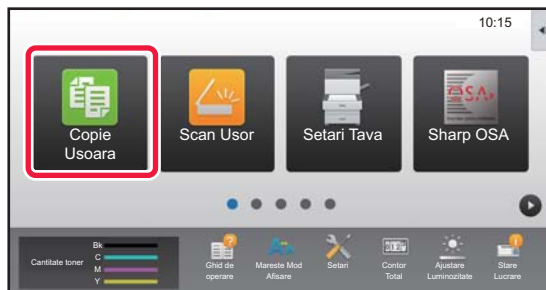 10:15
Copie
Usoara
Scan Usor
Setari Tava
Sharp OSA
Cantitate toner
Bk
C
M
Y
Ghid de
operare
Mareste Mod
Afisare
Setari
Contor
Total
Ajustare
Luminozitate
Stare
Lucrare